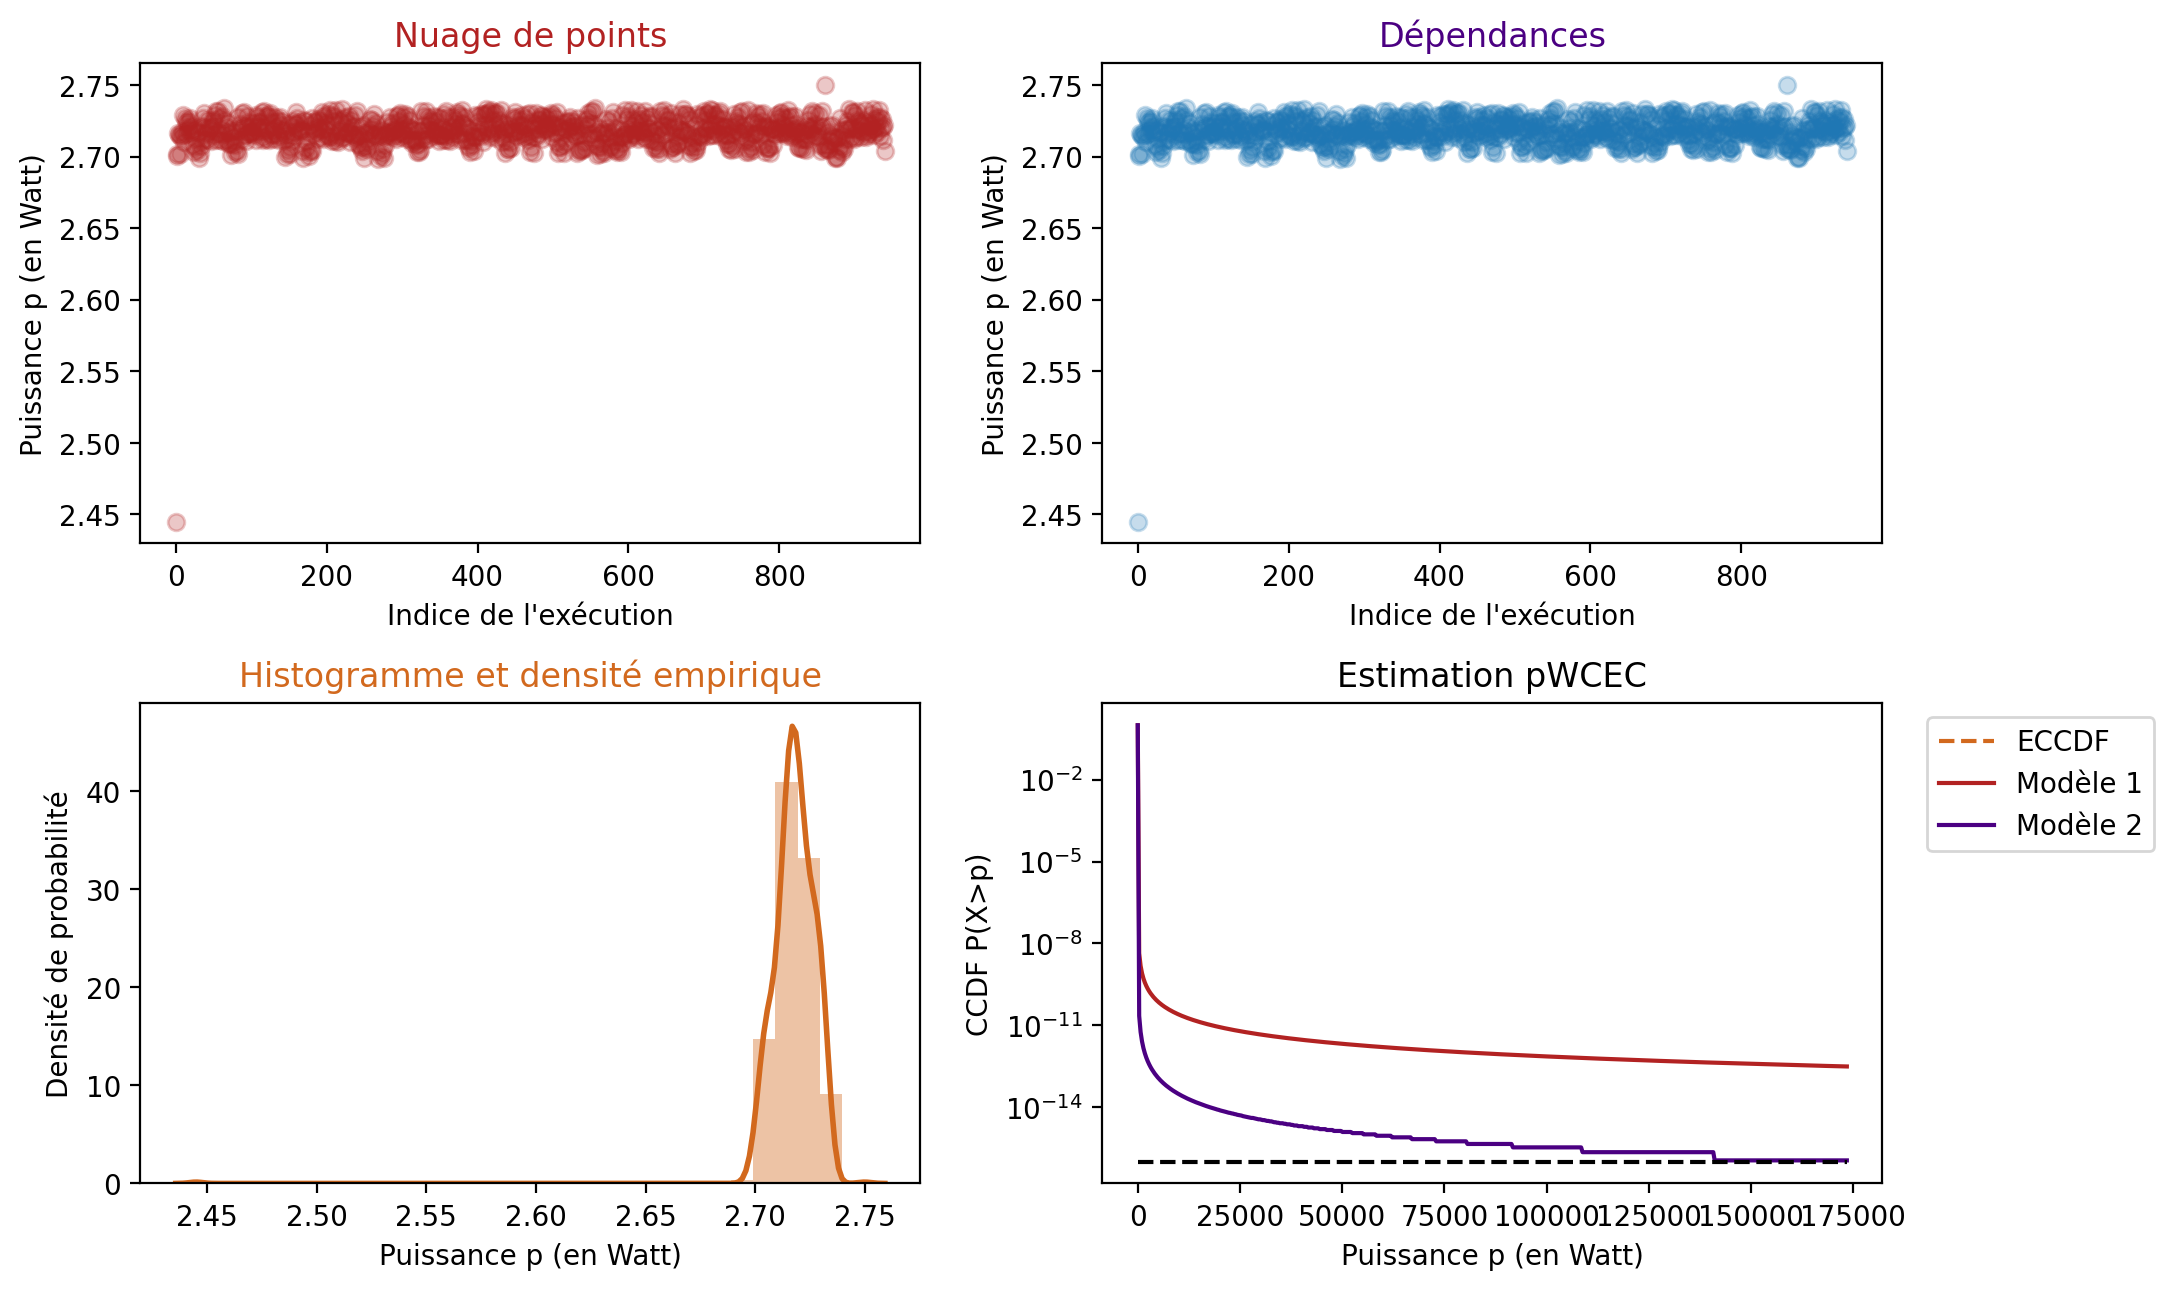 Nuage de points
2.75
2.70
2.65
2.60
2.55
2.50
2.45
Puissance p (en Watt)
0 200 400 600 800
Indice de l'exécution
Dépendances
2.75
2.70
2.65
2.60
2.55
2.50
2.45
Puissance p (en Watt)
0 200 400 600 800
Indice de l'exécution
Histogramme et densité empirique
40
30
20
10
0
Densité de probabilité
2.45 2.50 2.55 2.60 2.65 2.70 2.75
Puissance p (en Watt)
Estimation pWCEC
10⁻²
10⁻⁵
10⁻⁸
10⁻¹¹
10⁻¹⁴
CCDF P(X>p)
0 25000 50000 75000 100000 125000 150000 175000
Puissance p (en Watt)
ECCDF
Modèle 1
Modèle 2